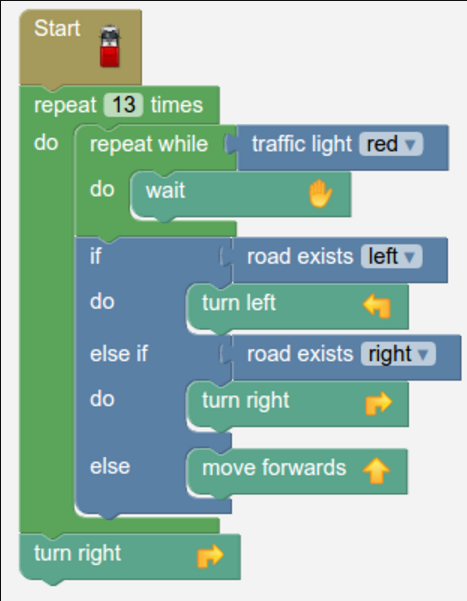 Start
repeat 13 times
do repeat while traffic light red
do wait
if road exists left
do turn left
else if road exists right
do turn right
else move forwards
turn right